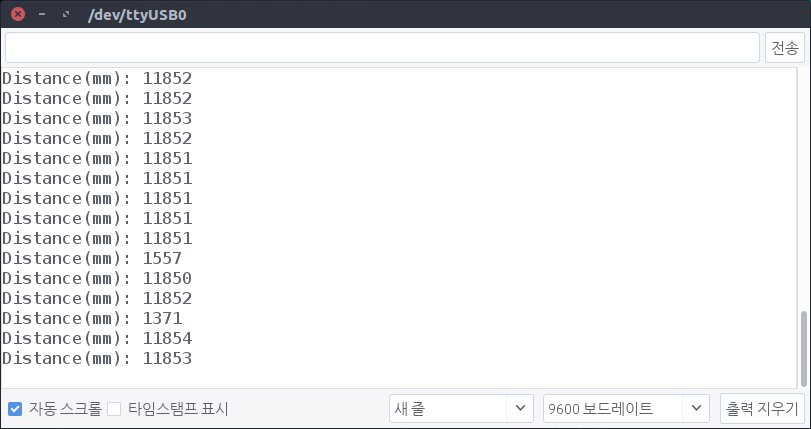 /dev/ttyUSB0
전송
Distance(mm): 11852
Distance(mm): 11852
Distance(mm): 11853
Distance(mm): 11852
Distance(mm): 11851
Distance(mm): 11851
Distance(mm): 11851
Distance(mm): 11851
Distance(mm): 11851
Distance(mm): 1557
Distance(mm): 11850
Distance(mm): 11852
Distance(mm): 1371
Distance(mm): 11854
Distance(mm): 11853
자동 스크롤 타임스탬프 표시 새 줄 9600 보드레이트 출력 지우기